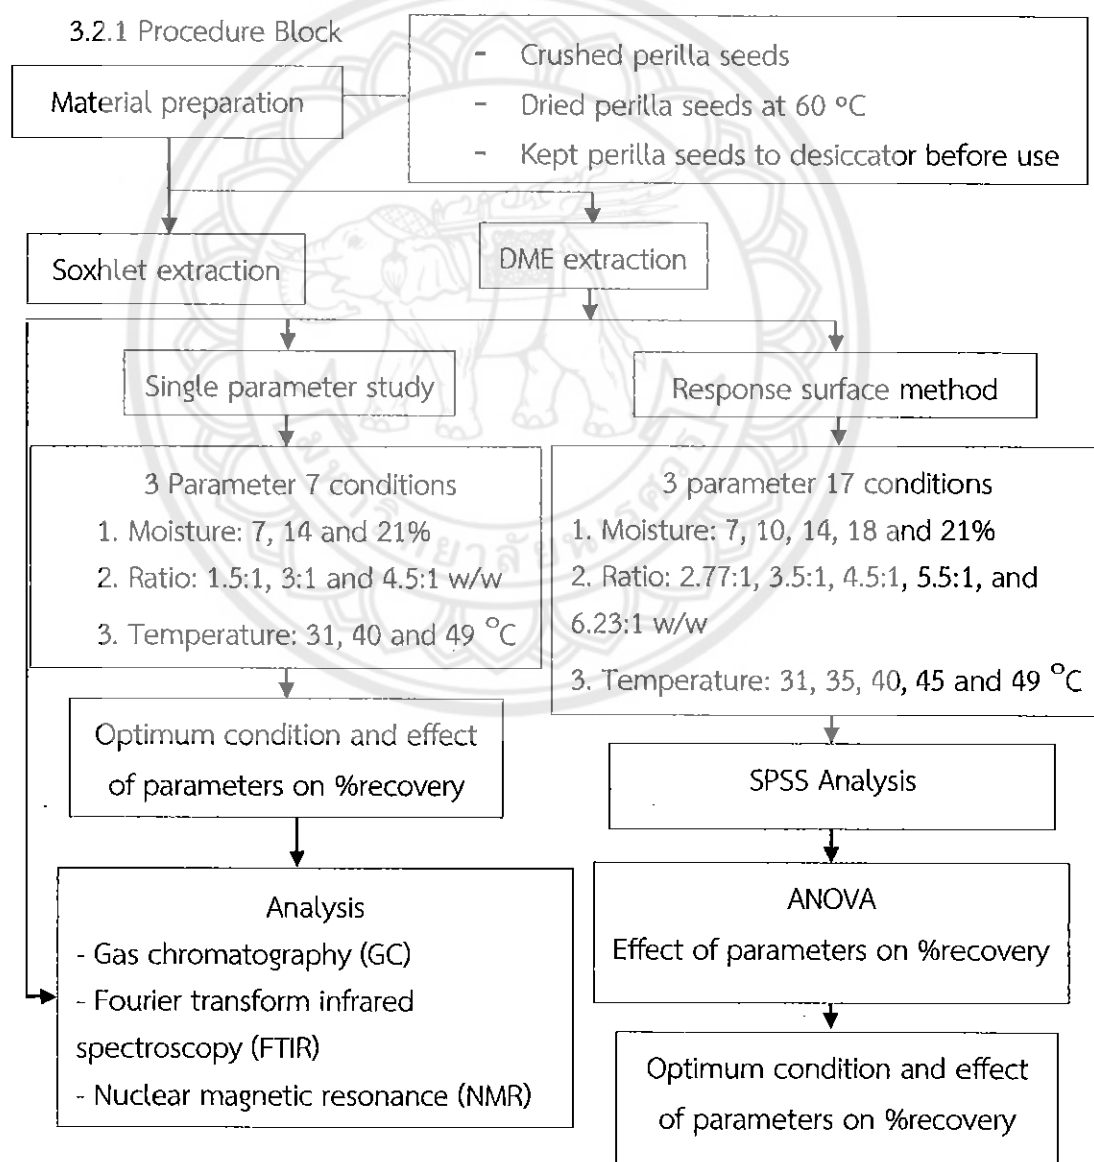 3.2.1 Procedure Block
Material preparation
- Crushed perilla seeds
- Dried perilla seeds at 60 °C
- Kept perilla seeds to desiccator before use
Soxhlet extraction
DME extraction
Single parameter study
Response surface method
3 Parameter 7 conditions
1. Moisture: 7, 14 and 21%
2. Ratio: 1.5:1, 3:1 and 4.5:1 w/w
3. Temperature: 31, 40 and 49 °C
3 parameter 17 conditions
1. Moisture: 7, 10, 14, 18 and 21%
2. Ratio: 2.77:1, 3.5:1, 4.5:1, 5.5:1, and
6.23:1 w/w
3. Temperature: 31, 35, 40, 45 and 49 °C
Optimum condition and effect
of parameters on %recovery
SPSS Analysis
Analysis
- Gas chromatography (GC)
- Fourier transform infrared
spectroscopy (FTIR)
- Nuclear magnetic resonance (NMR)
ANOVA
Effect of parameters on %recovery
Optimum condition and effect
of parameters on %recovery